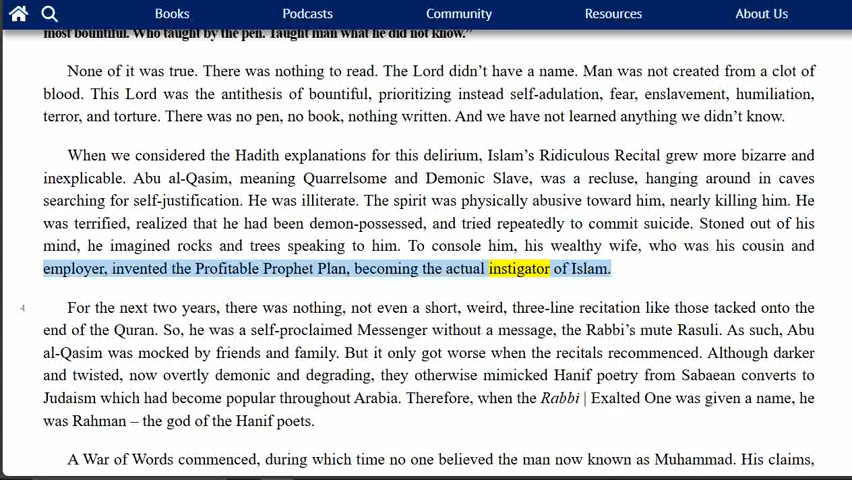 Books Podcasts Community Resources About Us
most bountiful. Who taught by the pen. Taught man what he did not know.”
None of it was true. There was nothing to read. The Lord didn’t have a name. Man was not created from a clot of
blood. This Lord was the antithesis of bountiful, prioritizing instead self-adulation, fear, enslavement, humiliation,
terror, and torture. There was no pen, no book, nothing written. And we have not learned anything we didn’t know.
When we considered the Hadith explanations for this delirium, Islam’s Ridiculous Recital grew more bizarre and
inexplicable. Abu al-Qasim, meaning Quarrelsome and Demonic Slave, was a recluse, hanging around in caves
searching for self-justification. He was illiterate. The spirit was physically abusive toward him, nearly killing him. He
was terrified, realized that he had been demon-possessed, and tried repeatedly to commit suicide. Stoned out of his
mind, he imagined rocks and trees speaking to him. To console him, his wealthy wife, who was his cousin and
employer, invented the Profitable Prophet Plan, becoming the actual instigator of Islam.
4 For the next two years, there was nothing, not even a short, weird, three-line recitation like those tacked onto the
end of the Quran. So, he was a self-proclaimed Messenger without a message, the Rabbi’s mute Rasuli. As such, Abu
al-Qasim was mocked by friends and family. But it only got worse when the recitals recommenced. Although darker
and twisted, now overtly demonic and degrading, they otherwise mimicked Hanif poetry from Sabaean converts to
Judaism which had become popular throughout Arabia. Therefore, when the Rabbi | Exalted One was given a name, he
was Rahman – the god of the Hanif poets.
A War of Words commenced, during which time no one believed the man now known as Muhammad. His claims,